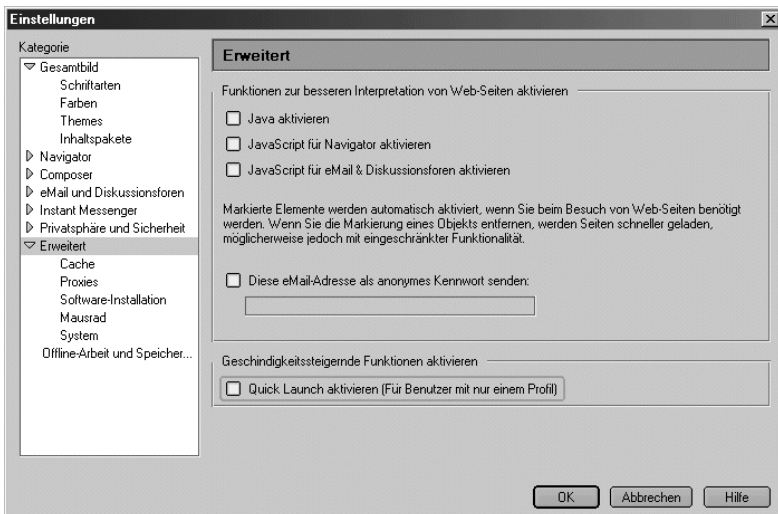 Einstellungen
Kategorie
Gesamtbild
Schriftarten
Farben
Themes
Inhaltspakete
Navigator
Composer
eMail und Diskussionsforen
Instant Messenger
Privatsphäre und Sicherheit
Erweitert
Cache
Proxies
Software-Installation
Mausrad
System
Offline-Arbeit und Speicher...
Erweitert
Funktionen zur besseren Interpretation von Web-Seiten aktivieren
Java aktivieren
JavaScript für Navigator aktivieren
JavaScript für eMail & Diskussionsforen aktivieren
Markierte Elemente werden automatisch aktiviert, wenn Sie beim Besuch von Web-Seiten benötigt
werden. Wenn Sie die Markierung eines Objekts entfernen, werden Seiten schneller geladen,
möglicherweise jedoch mit eingeschränkter Funktionalität.
Diese eMail-Adresse als anonymes Kennwort senden:
Geschindigkeitssteigernde Funktionen aktivieren
Quick Launch aktivieren (Für Benutzer mit nur einem Profil)
OK
Abbrechen
Hilfe